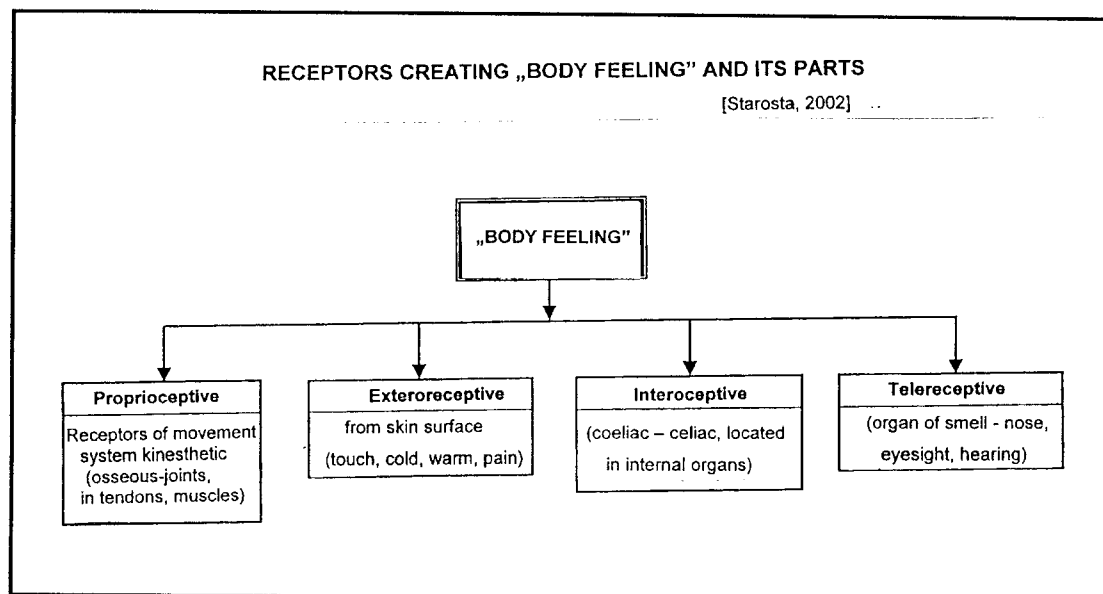 RECEPTORS CREATING „BODY FEELING” AND ITS PARTS
[Starosta, 2002]
„BODY FEELING”
Proprioceptive
Receptors of movement
system kinesthetic
(osseous-joints,
in tendons, muscles)
Exteroreceptive
from skin surface
(touch, cold, warm, pain)
Interoceptive
(coeliac – celiac, located
in internal organs)
Telereceptive
(organ of smell - nose,
eyesight, hearing)